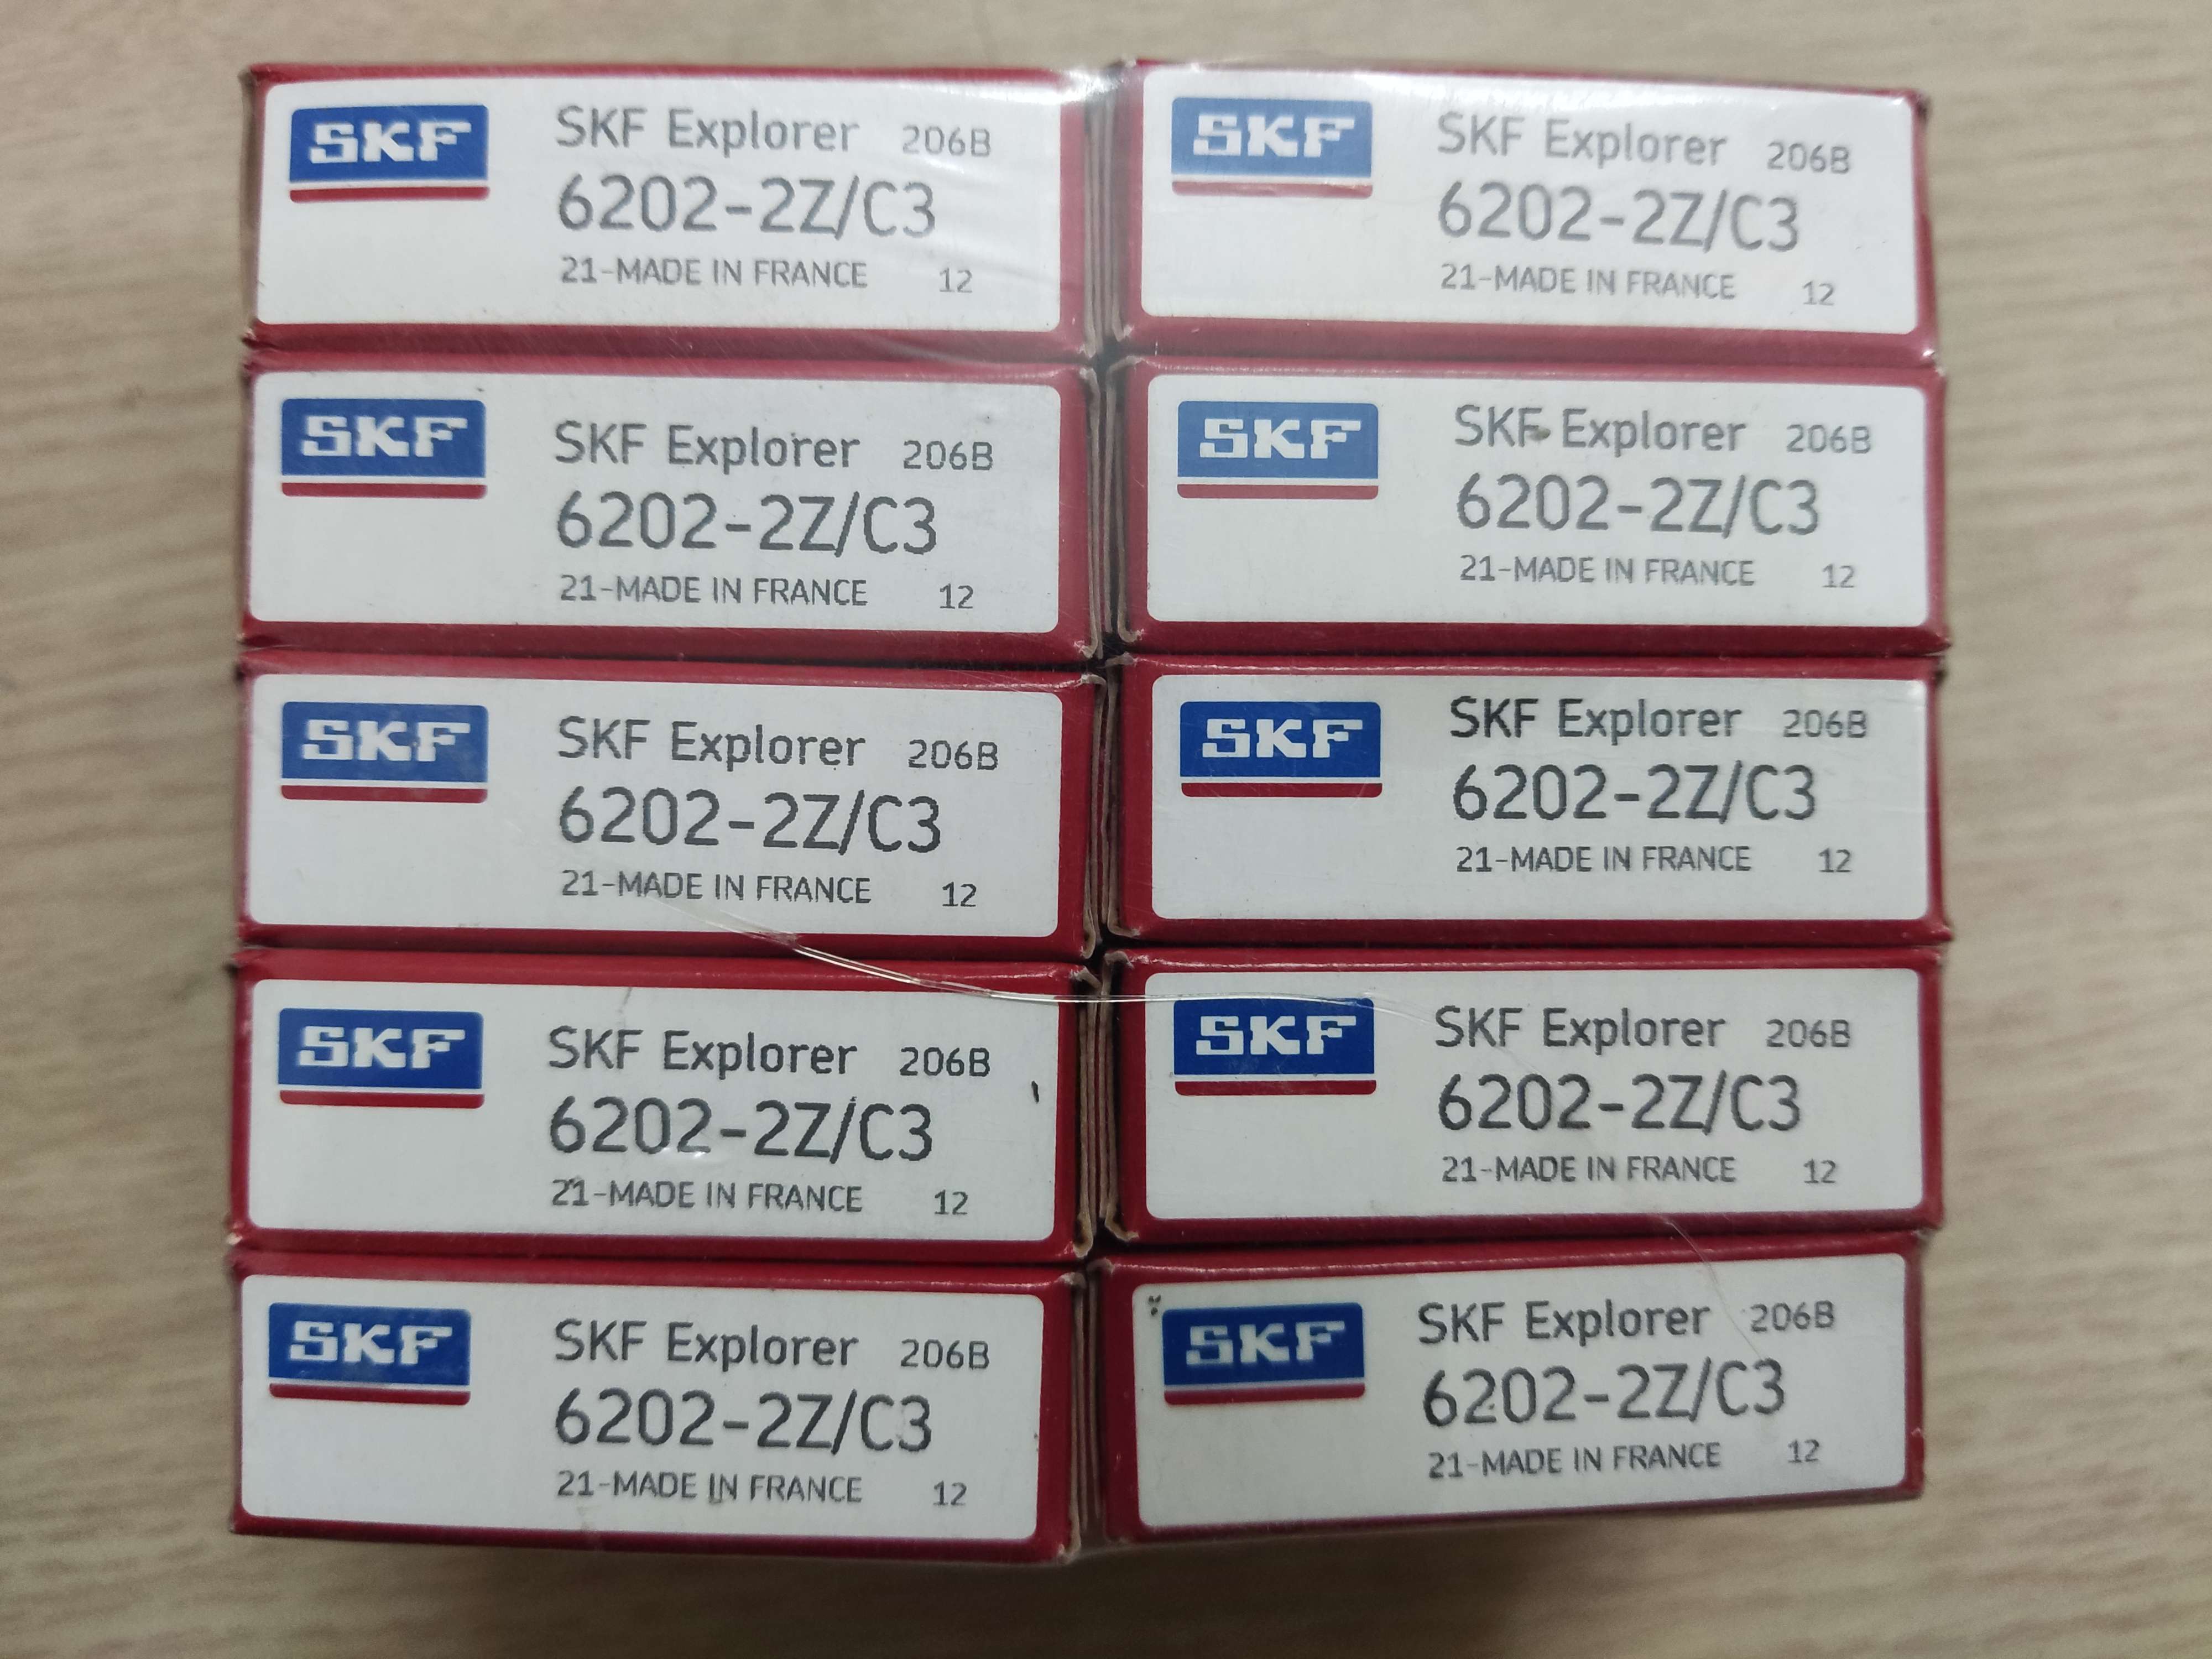 SKF
SKF Explorer 206B
6202-2Z/C3
21-MADE IN FRANCE 12
SKF
SKF Explorer 206B
6202-2Z/C3
21-MADE IN FRANCE 12
SKF
SKF Explorer 206B
6202-2Z/C3
21-MADE IN FRANCE 12
SKF
SKF Explorer 206B
6202-2Z/C3
21-MADE IN FRANCE 12
SKF
SKF Explorer 206B
6202-2Z/C3
21-MADE IN FRANCE 12
SKF
SKF Explorer 206B
6202-2Z/C3
21-MADE IN FRANCE 12
SKF
SKF Explorer 206B
6202-2Z/C3
21-MADE IN FRANCE 12
SKF
SKF Explorer 206B
6202-2Z/C3
21-MADE IN FRANCE 12
SKF
SKF Explorer 206B
6202-2Z/C3
21-MADE IN FRANCE 12
SKF
SKF Explorer 206B
6202-2Z/C3
21-MADE IN FRANCE 12